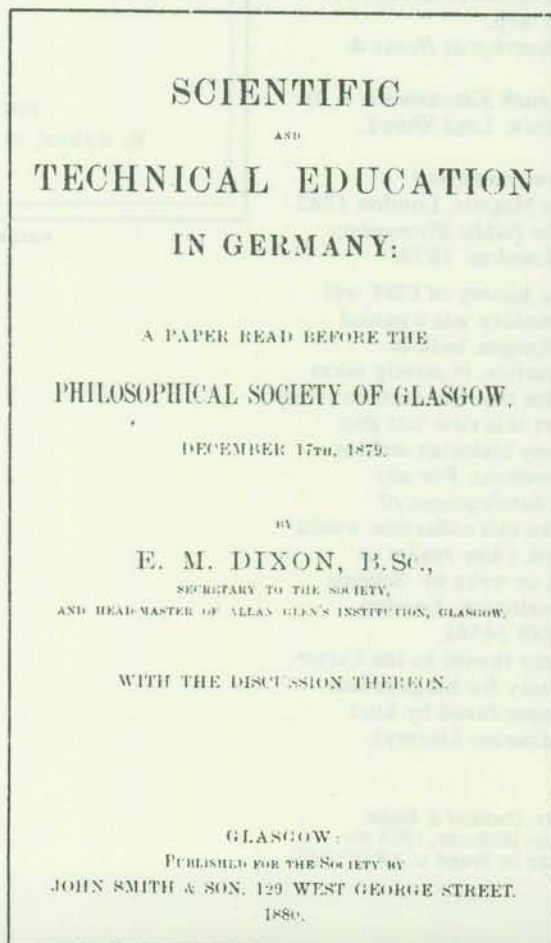 SCIENTIFIC
AND
TECHNICAL EDUCATION
IN GERMANY:
A PAPER READ BEFORE THE
PHILOSOPHICAL SOCIETY OF GLASGOW,
DECEMBER 17TH, 1879.
BY
E. M. DIXON, B.Sc.,
SECRETARY TO THE SOCIETY,
AND HEAD-MASTER OF ALLAN GLEN'S INSTITUTION, GLASGOW.
WITH THE DISCUSSION THEREON.
GLASGOW:
PUBLISHED FOR THE SOCIETY BY
JOHN SMITH & SON, 129 WEST GEORGE STREET.
1880.